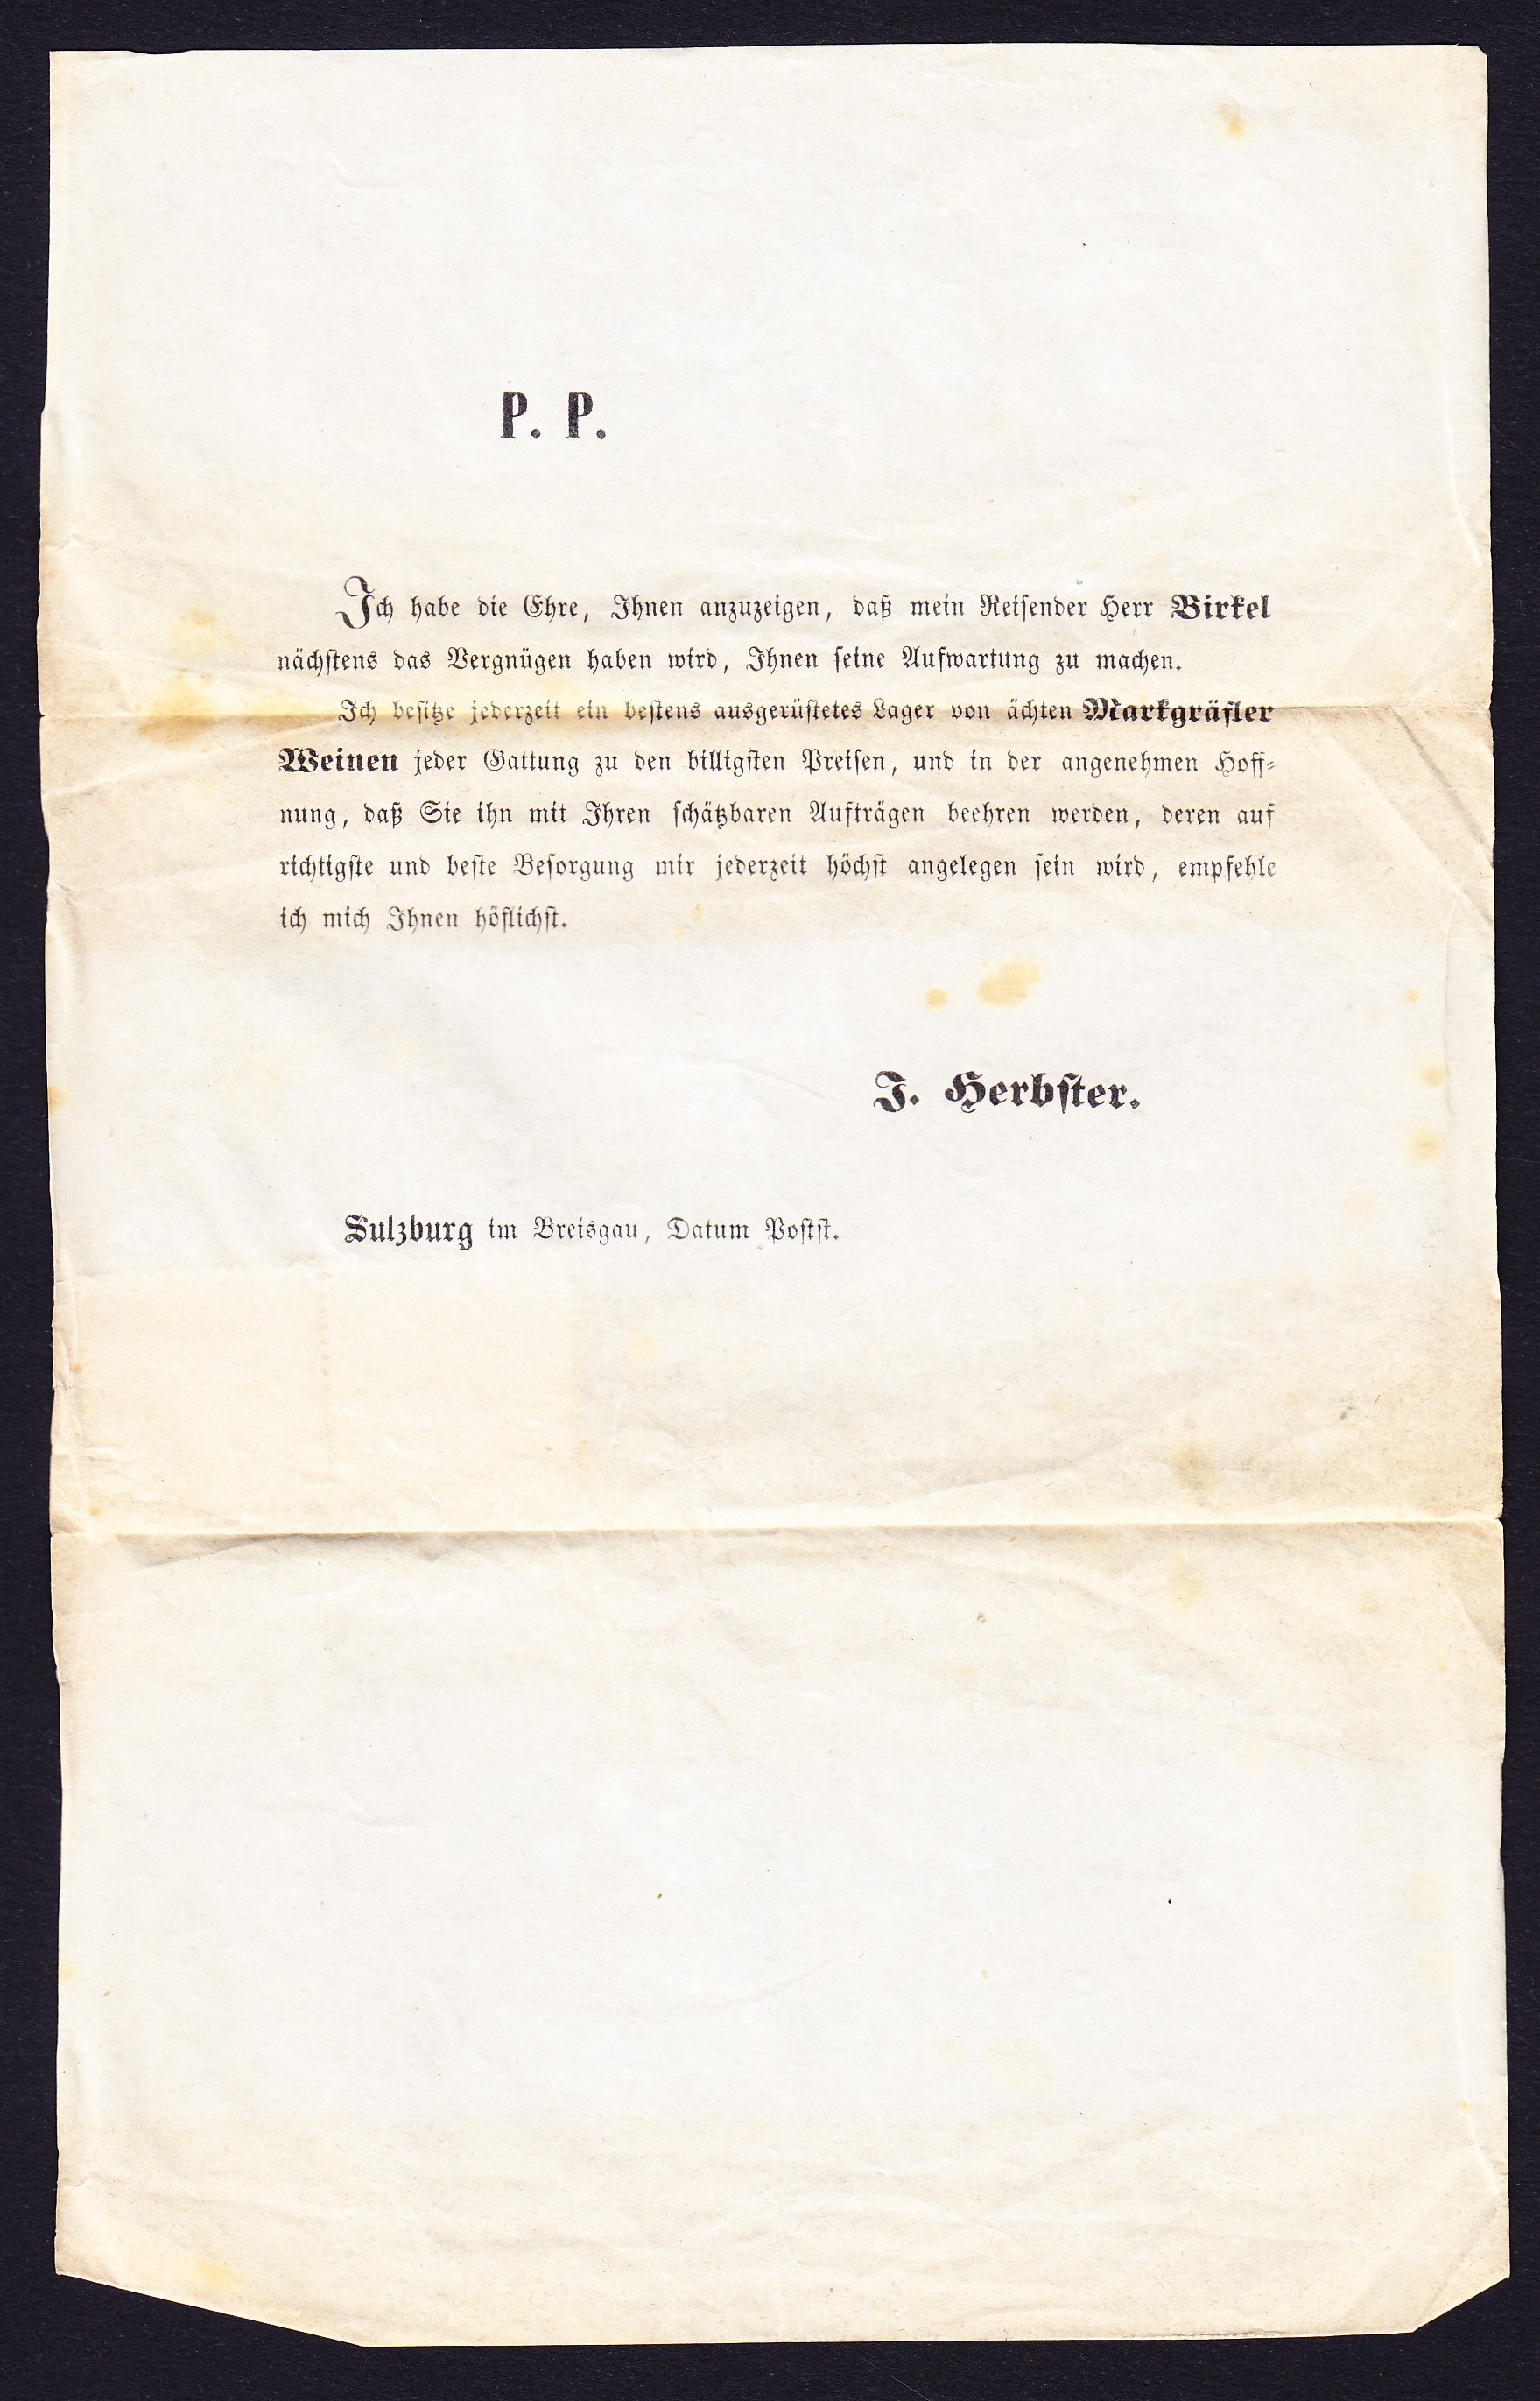 P. P.
Ich habe die Ehre, Ihnen anzuzeigen, daß mein Reisender Herr Birkel
nächstens das Vergnügen haben wird, Ihnen seine Aufwartung zu machen.
Ich besitze jederzeit ein bestens ausgerüstetes Lager von ächten Markgräfler
Weinen jeder Gattung zu den billigsten Preisen, und in der angenehmen Hoff-
nung, daß Sie ihn mit Ihren schätzbaren Aufträgen beehren werden, deren auf
richtigste und beste Besorgung mir jederzeit höchst angelegen sein wird, empfehle
ich mich Ihnen höflichst.
J. Herbster.
Sulzburg im Breisgau, Datum Postst.